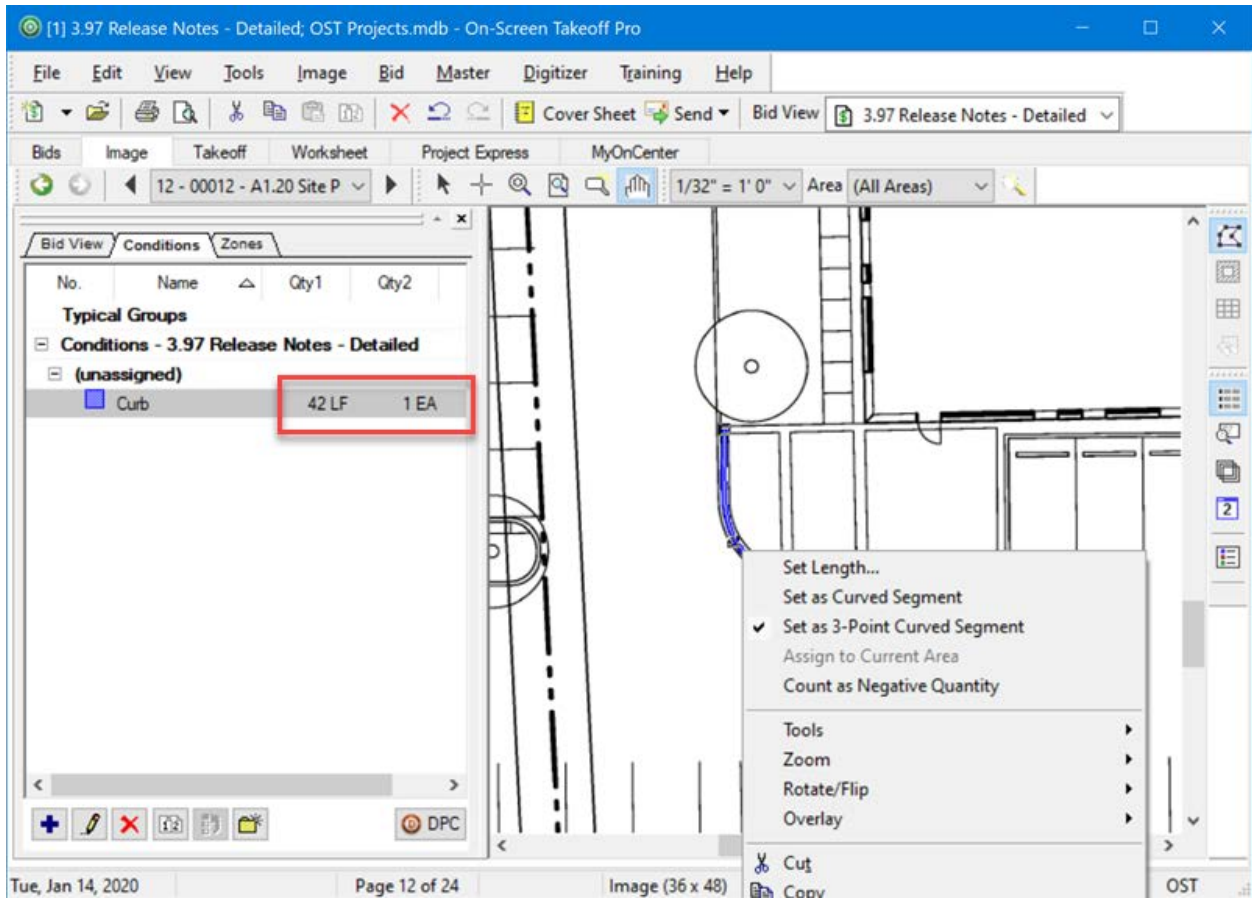 [1] 3.97 Release Notes - Detailed; OST Projects.mdb - On-Screen Takeoff Pro
File Edit View Tools Image Bid Master Digitizer Training Help
Cover Sheet Send Bid View 3.97 Release Notes - Detailed
Bids Image Takeoff Worksheet Project Express MyOnCenter
12 - 00012 - A1.20 Site P 1/32" = 1' 0" Area (All Areas)
Bid View Conditions Zones
No. Name Qty1 Qty2
Typical Groups
Conditions - 3.97 Release Notes - Detailed
(unassigned)
Curb 42 LF 1 EA
2
Set Length...
Set as Curved Segment
Set as 3-Point Curved Segment
Assign to Current Area
Count as Negative Quantity
Tools
Zoom
Rotate/Flip
Overlay
DPC
Cut
Copy
Tue, Jan 14, 2020 Page 12 of 24 Image (36 x 48) OST